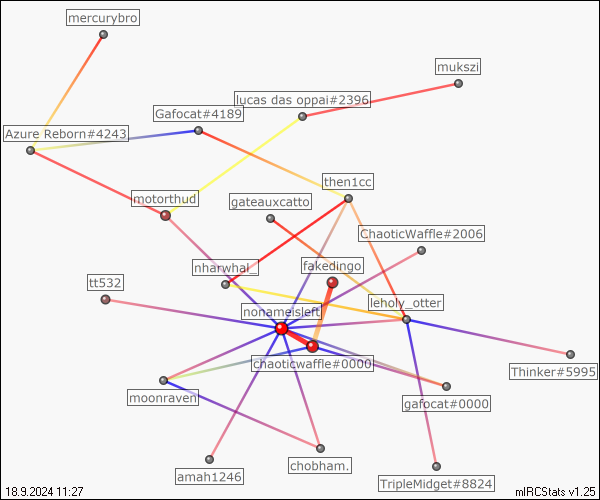 mercurybro
mukszi
lucas das oppai#2396
Gafocat#4189
Azure Reborn#4243
then1cc
motorthud
gateauxcatto
ChaoticWaffle#2006
nharwhal_
fakedingo
tt532
leholy_otter
nonameisleft
chaoticwaffle#0000
Thinker#5995
moonraven
gafocat#0000
chobham.
amah1246
TripleMidget#8824
18.9.2024 11:27
mIRCStats v1.25